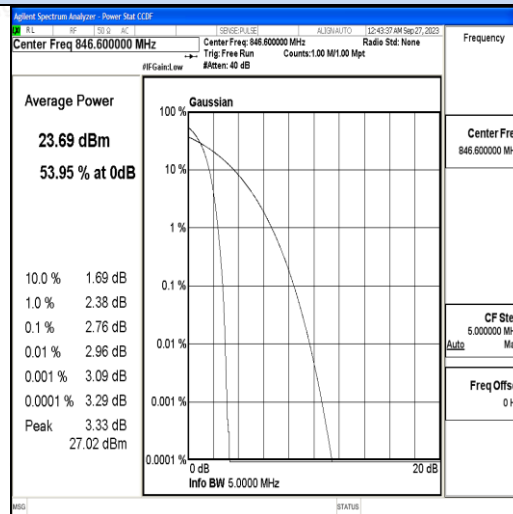 Agilent Spectrum Analyzer - Power Stat CCDF
RL RF 50 Ω AC SENSE:PULSE ALIGNAUTO 12:43:37 AM Sep 27, 2023
Center Freq 846.600000 MHz
Center Freq: 846.600000 MHz Radio Std: None
Trig: Free Run Counts:1.00 M/1.00 Mpt
#IFGain:Low #Atten: 40 dB
Frequency
Average Power
23.69 dBm
53.95 % at 0dB
10.0 % 1.69 dB
1.0 % 2.38 dB
0.1 % 2.76 dB
0.01 % 2.96 dB
0.001 % 3.09 dB
0.0001 % 3.29 dB
Peak 3.33 dB
27.02 dBm
Gaussian
100 %
10 %
1 %
0.1 %
0.01 %
0.001 %
0.0001 %
0 dB 20 dB
Info BW 5.0000 MHz
Center Fre
846.600000 MH
CF Ste
5.000000 MH
Auto Ma
Freq Offs
0 H
MSG STATUS